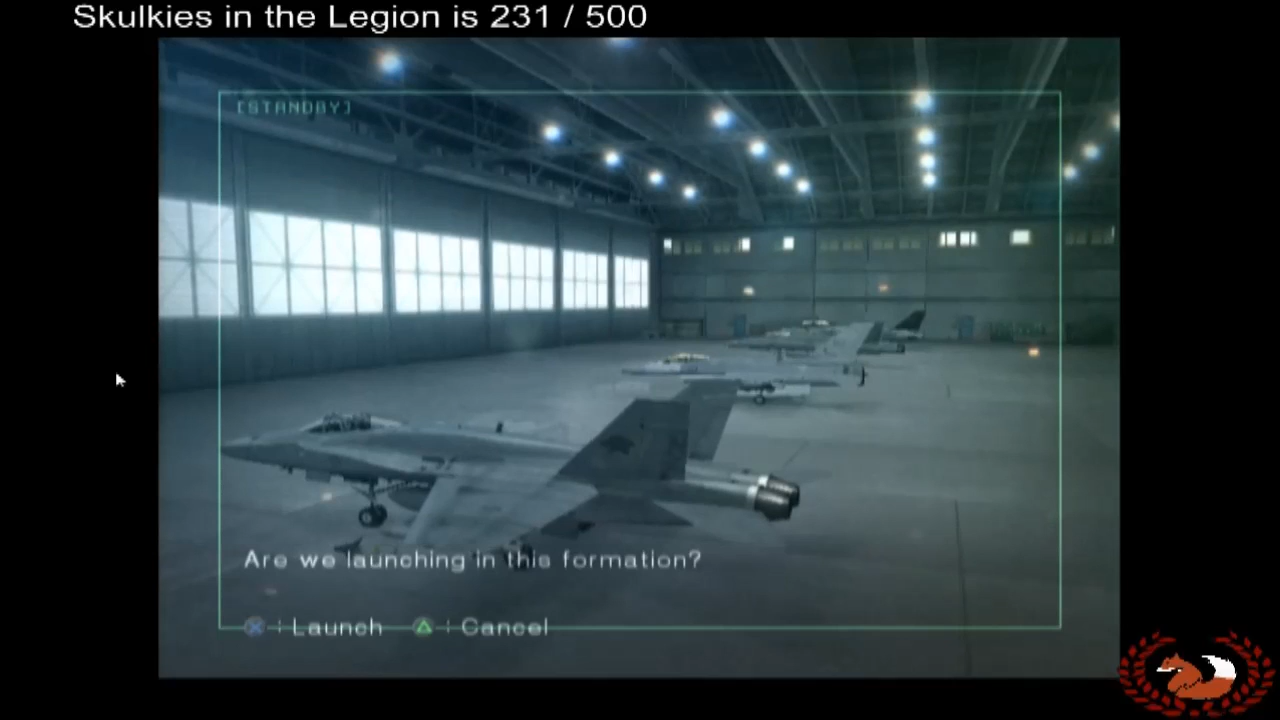 Skulkies in the Legion is 231 / 500
[STANDBY]
Are we launching in this formation?
: Launch : Cancel